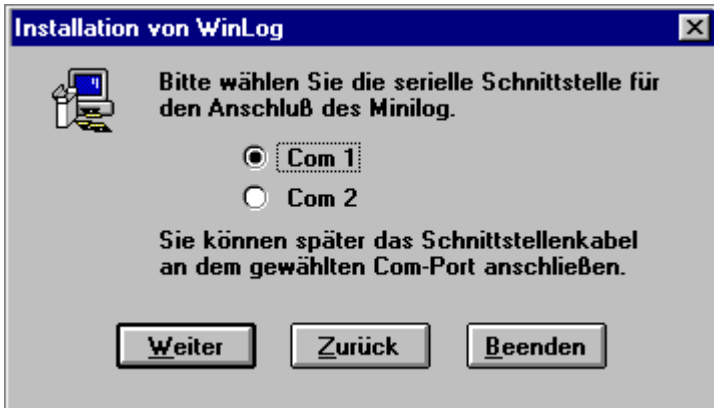 Installation von WinLog
Bitte wählen Sie die serielle Schnittstelle für
den Anschluß des Minilog.
Com 1
Com 2
Sie können später das Schnittstellenkabel
an dem gewählten Com-Port anschließen.
Weiter Zurück Beenden